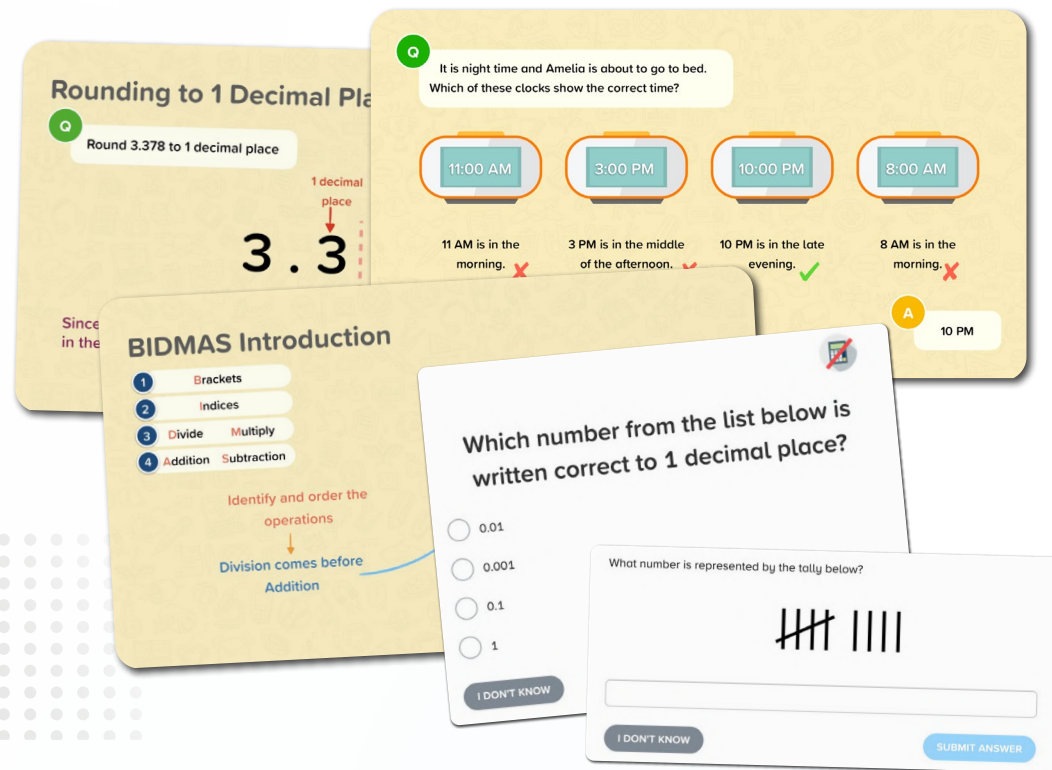 Rounding to 1 Decimal Pla
Q
Round 3.378 to 1 decimal place
1 decimal
place
3.3
Since
in the
Q
It is night time and Amelia is about to go to bed.
Which of these clocks show the correct time?
11:00 AM
3:00 PM
10:00 PM
8:00 AM
11 AM is in the
morning.
3 PM is in the middle
of the afternoon.
10 PM is in the late
evening.
8 AM is in the
morning.
A
10 PM
BIDMAS Introduction
1 Brackets
2 Indices
3 Divide Multiply
4 Addition Subtraction
Identify and order the
operations
Division comes before
Addition
Which number from the list below is
written correct to 1 decimal place?
0.01
0.001
0.1
1
I DON'T KNOW
What number is represented by the tally below?
I DON'T KNOW
SUBMIT ANSWER